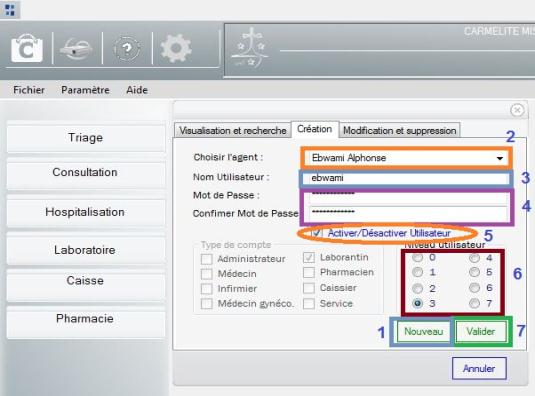 CARMELITE MIS
Fichier Paramètre Aide
Triage
Consultation
Hospitalisation
Laboratoire
Caisse
Pharmacie
Visualisation et recherche Création Modification et suppression
2
Choisir l'agent : Ebwami Alphonse
Nom Utilisateur : ebwami 3
Mot de Passe : ************
4
Confimer Mot de Passe ************
Activer/Désactiver Utilisateur 5
Type de compte
Administrateur Laborantin
Médecin Pharmacien
Infirmier Caissier
Médecin gynéco. Service
Niveau Utilisateur
0 4
1 5
2 6
3 7
6
1 Nouveau Valider 7
Annuler